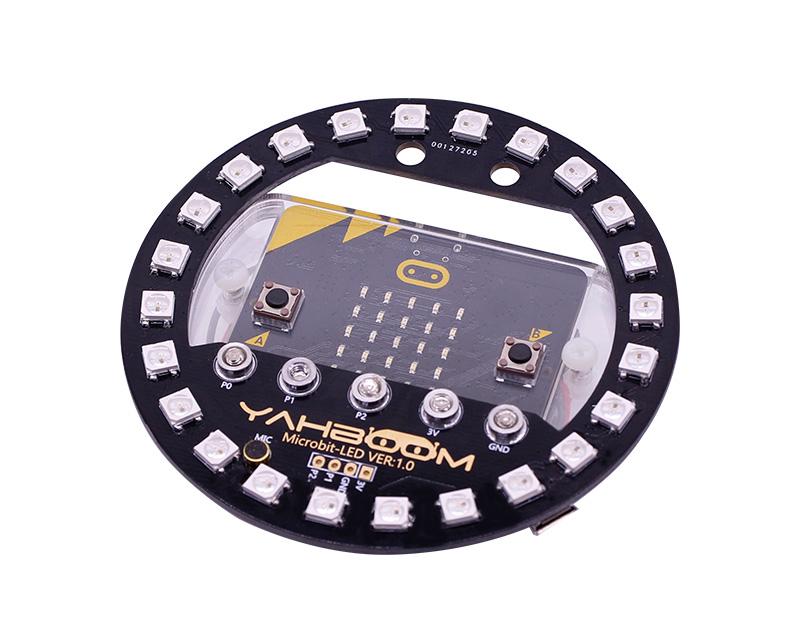 00127205
A
B
P0
P1
P2
3V
GND
YAHBOOM
Microbit-LED VER:1.0
MIC
P2
P1
GND
3V